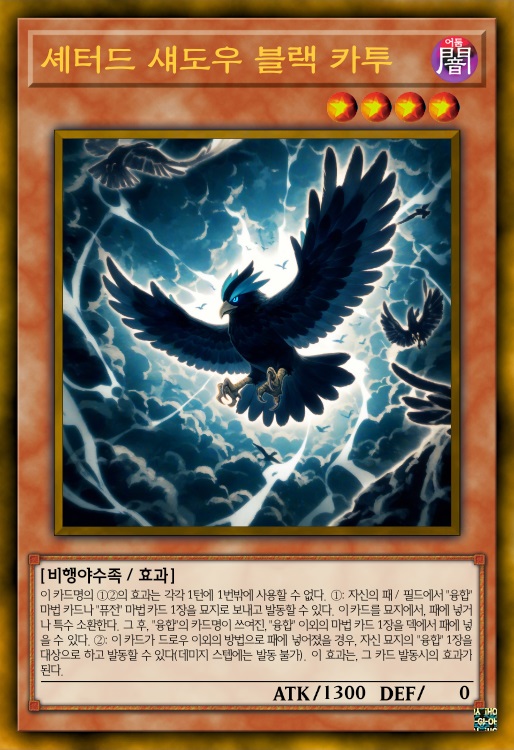 셰터드 섀도우 블랙 카투
어둠
闇
[비행야수족 / 효과]
이 카드명의 ①②의 효과는 각각 1턴에 1번밖에 사용할 수 없다. ①: 자신의 패 / 필드에서 "융합"
마법 카드나 "퓨전" 마법 카드 1장을 묘지로 보내고 발동할 수 있다. 이 카드를 묘지에서, 패에 넣거
나 특수 소환한다. 그 후, "융합"의 카드명이 쓰여진, "융합" 이외의 마법 카드 1장을 덱에서 패에 넣
을 수 있다. ②: 이 카드가 드로우 이외의 방법으로 패에 넣어졌을 경우, 자신 묘지의 "융합" 1장을
대상으로 하고 발동할 수 있다(데미지 스텝에는 발동 불가). 이 효과는, 그 카드 발동시의 효과가
된다.
ATK/1300 DEF/ 0